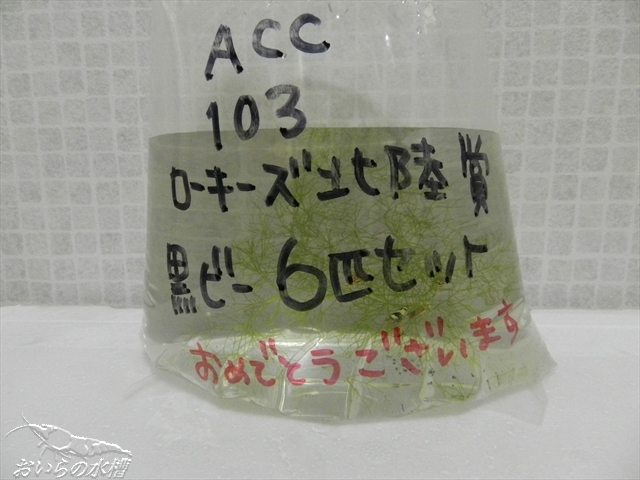 ACC
103
ローキーズ北陸賞
黒ビー6匹セット
おめでとうございます
おいらの水槽